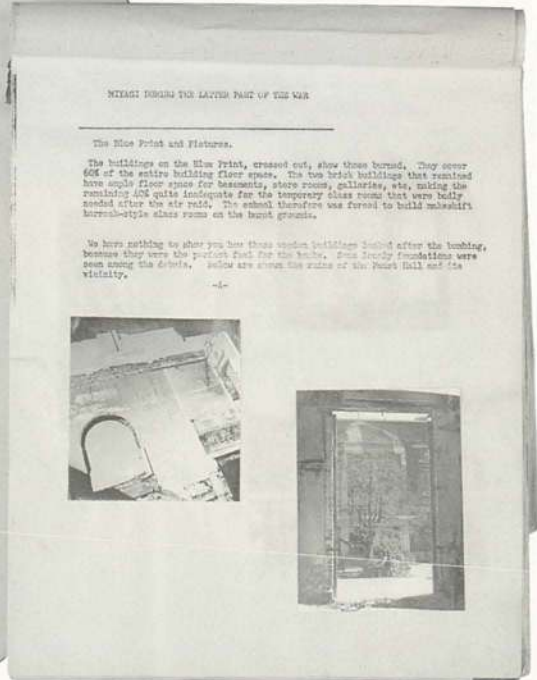 MIYAGI DURING THE LATTER PART OF THE WAR
The Blue Print and Pictures.
The buildings on the Blue Print, crossed out, show those burned. They cover
60% of the entire building floor space. The two brick buildings that remained
have ample floor space for basements, store rooms, galleries, etc, making the
remaining 40% quite inadequate for the temporary class rooms that were badly
needed after the air raid. The school therefore was forced to build makeshift
barrack-style class rooms on the burnt grounds.
We have nothing to show you how these wooden buildings looked after the bombing,
because they were the perfect fuel for the bombs. Some lonely foundations were
seen among the debris. Below are shown the ruins of the Faust Hall and its
vicinity.
-4-